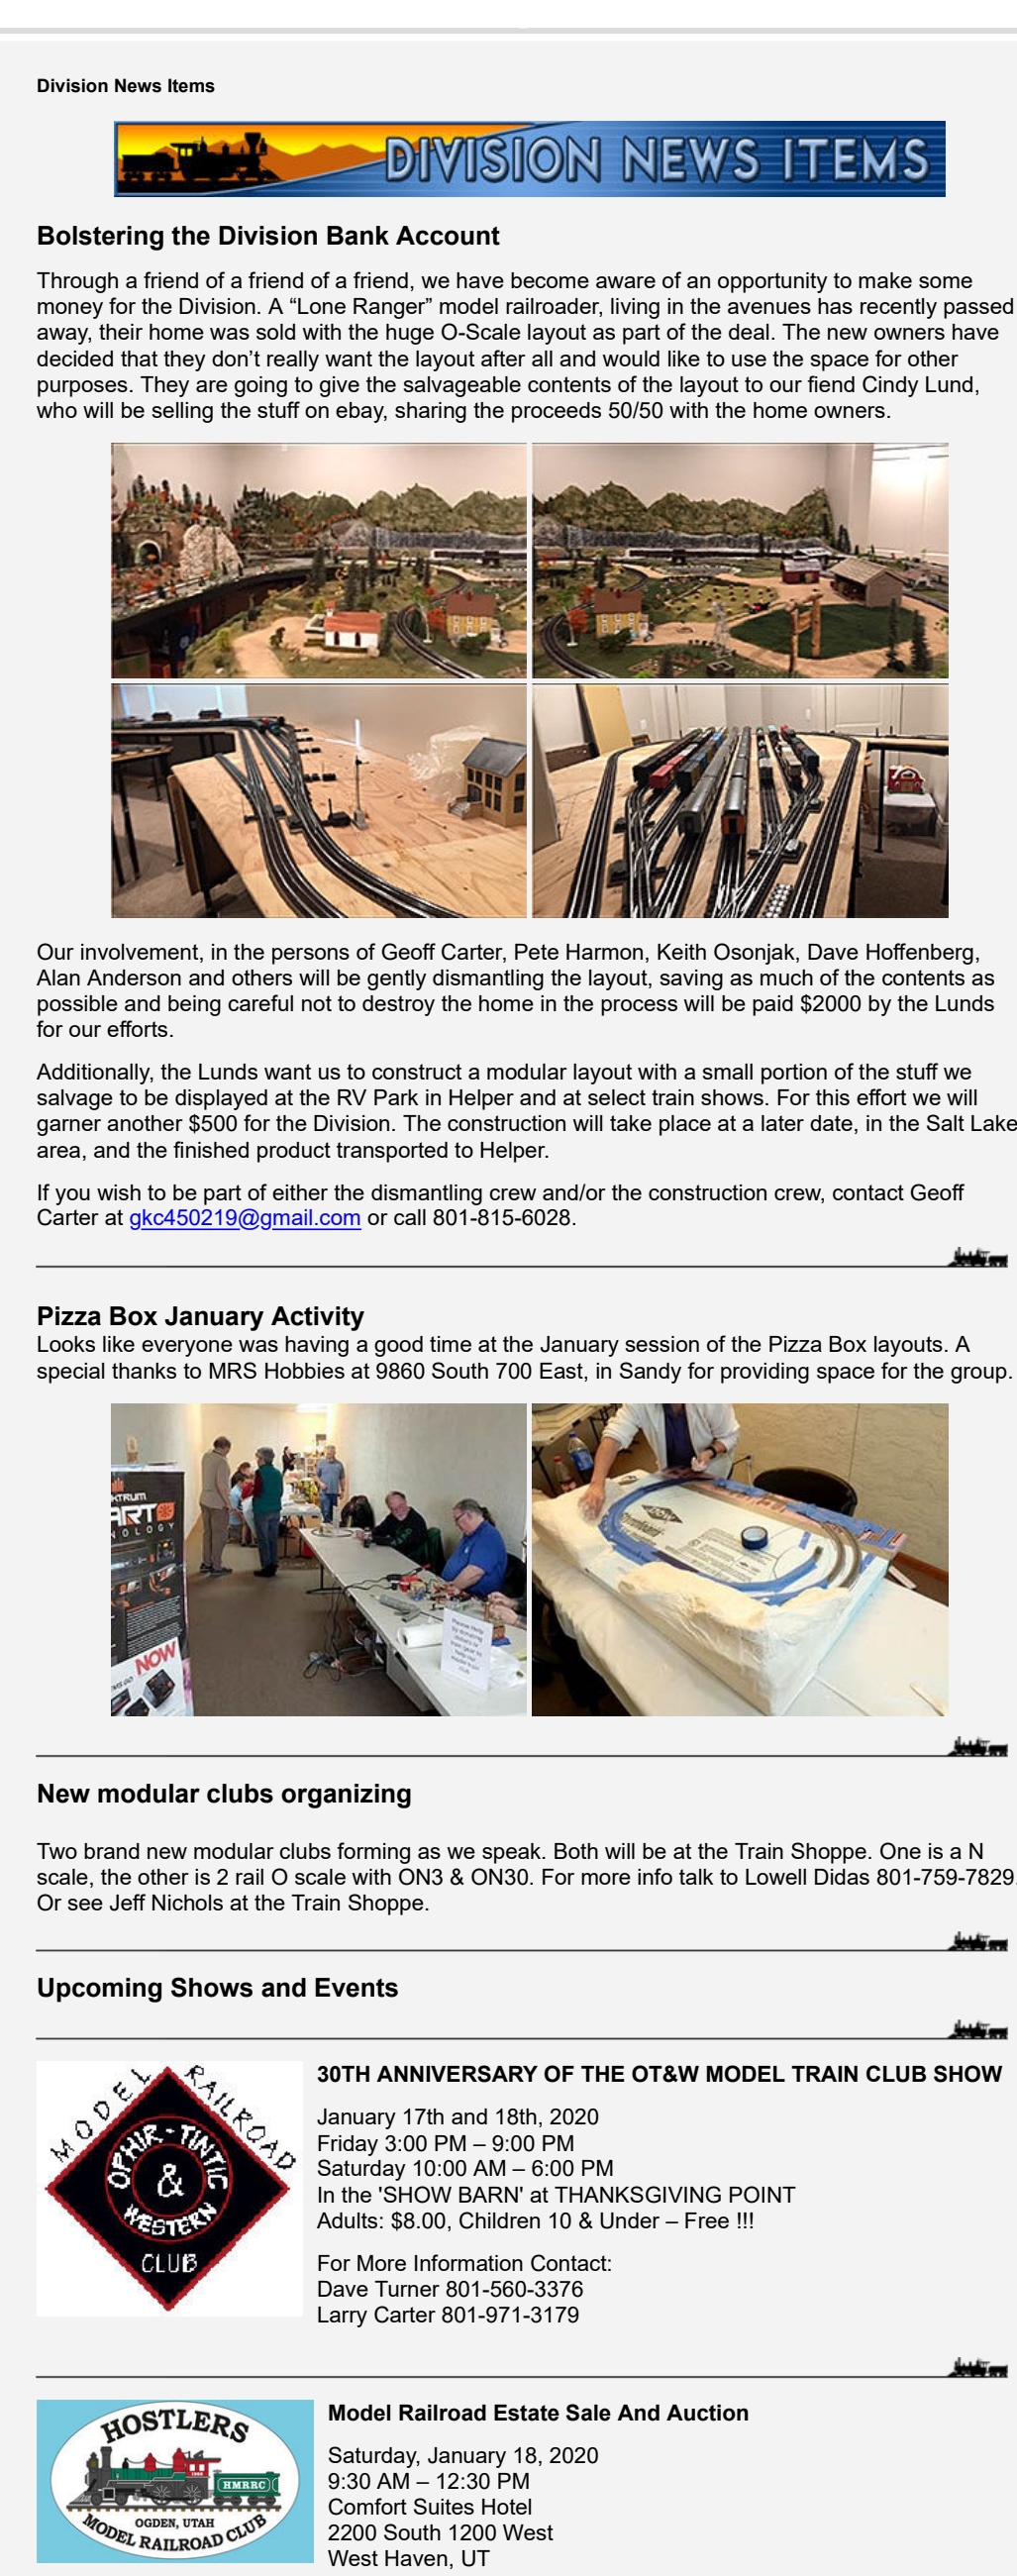 Division News Items
DIVISION NEWS ITEMS
Bolstering the Division Bank Account
Through a friend of a friend of a friend, we have become aware of an opportunity to make some
money for the Division. A “Lone Ranger” model railroader, living in the avenues has recently passed
away, their home was sold with the huge O-Scale layout as part of the deal. The new owners have
decided that they don’t really want the layout after all and would like to use the space for other
purposes. They are going to give the salvageable contents of the layout to our fiend Cindy Lund,
who will be selling the stuff on ebay, sharing the proceeds 50/50 with the home owners.
Our involvement, in the persons of Geoff Carter, Pete Harmon, Keith Osonjak, Dave Hoffenberg,
Alan Anderson and others will be gently dismantling the layout, saving as much of the contents as
possible and being careful not to destroy the home in the process will be paid $2000 by the Lunds
for our efforts.
Additionally, the Lunds want us to construct a modular layout with a small portion of the stuff we
salvage to be displayed at the RV Park in Helper and at select train shows. For this effort we will
garner another $500 for the Division. The construction will take place at a later date, in the Salt Lake
area, and the finished product transported to Helper.
If you wish to be part of either the dismantling crew and/or the construction crew, contact Geoff
Carter at gkc450219@gmail.com or call 801-815-6028.
Pizza Box January Activity
Looks like everyone was having a good time at the January session of the Pizza Box layouts. A
special thanks to MRS Hobbies at 9860 South 700 East, in Sandy for providing space for the group.
NOW
Please Help
by donating
New modular clubs organizing
Two brand new modular clubs forming as we speak. Both will be at the Train Shoppe. One is a N
scale, the other is 2 rail O scale with ON3 & ON30. For more info talk to Lowell Didas 801-759-7829.
Or see Jeff Nichols at the Train Shoppe.
Upcoming Shows and Events
MODEL RAILROAD
OPHIR-TINTIC
&
WESTERN
CLUB
30TH ANNIVERSARY OF THE OT&W MODEL TRAIN CLUB SHOW
January 17th and 18th, 2020
Friday 3:00 PM – 9:00 PM
Saturday 10:00 AM – 6:00 PM
In the 'SHOW BARN' at THANKSGIVING POINT
Adults: $8.00, Children 10 & Under – Free !!!
For More Information Contact:
Dave Turner 801-560-3376
Larry Carter 801-971-3179
HOSTLERS
HMRRC
OGDEN, UTAH
MODEL RAILROAD CLUB
Model Railroad Estate Sale And Auction
Saturday, January 18, 2020
9:30 AM – 12:30 PM
Comfort Suites Hotel
2200 South 1200 West
West Haven, UT